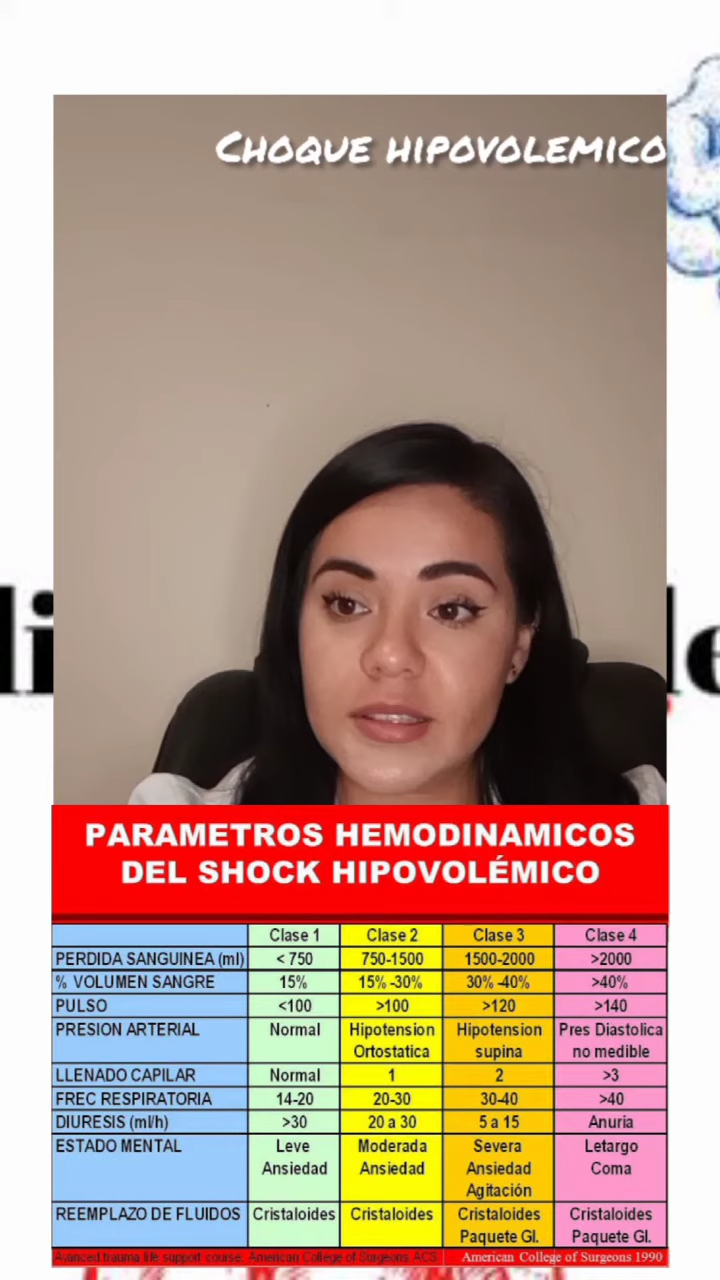 CHOQUE HIPOVOLEMICO
PARAMETROS HEMODINAMICOS
DEL SHOCK HIPOVOLÉMICO
Clase 1 Clase 2 Clase 3 Clase 4
PERDIDA SANGUINEA (ml) < 750 750-1500 1500-2000 >2000
% VOLUMEN SANGRE 15% 15% -30% 30% -40% >40%
PULSO <100 >100 >120 >140
PRESION ARTERIAL Normal Hipotension Hipotension Pres Diastolica
Ortostatica supina no medible
LLENADO CAPILAR Normal 1 2 >3
FREC RESPIRATORIA 14-20 20-30 30-40 >40
DIURESIS (ml/h) >30 20 a 30 5 a 15 Anuria
ESTADO MENTAL Leve Moderada Severa Letargo
Ansiedad Ansiedad Ansiedad Coma
Agitación
REEMPLAZO DE FLUIDOS Cristaloides Cristaloides Cristaloides Cristaloides
Paquete Gl. Paquete Gl.
Avanced trauma life support course. American College of Surgeons ACS American College of Surgeons 1990